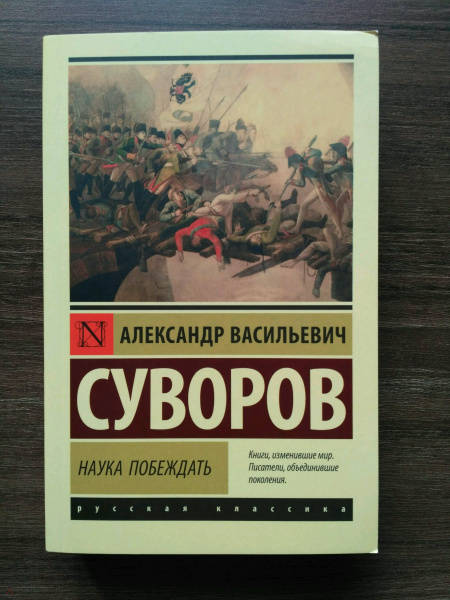 N АЛЕКСАНДР ВАСИЛЬЕВИЧ
СУВОРОВ
НАУКА ПОБЕЖДАТЬ
Книги, изменившие мир.
Писатели, объединившие
поколения.
русская классика